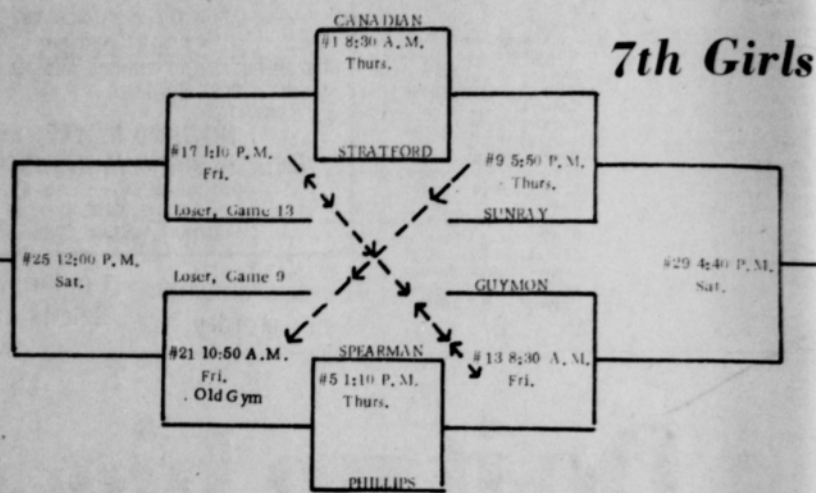 CANADIAN
#1 8:30 A.M.
Thurs.
7th Girls
STRATFORD
#17 1:10 P.M.
Fri.
#9 5:50 P.M.
Thurs.
Loser, Game 13
SUNRAY
#25 12:00 P.M.
Sat.
Loser, Game 9
GUYMON
#29 4:40 P.M.
Sat.
#21 10:50 A.M.
Fri.
Old Gym
SPEARMAN
#5 1:10 P.M.
Thurs.
#13 8:30 A.M.
Fri.
PHILLIPS